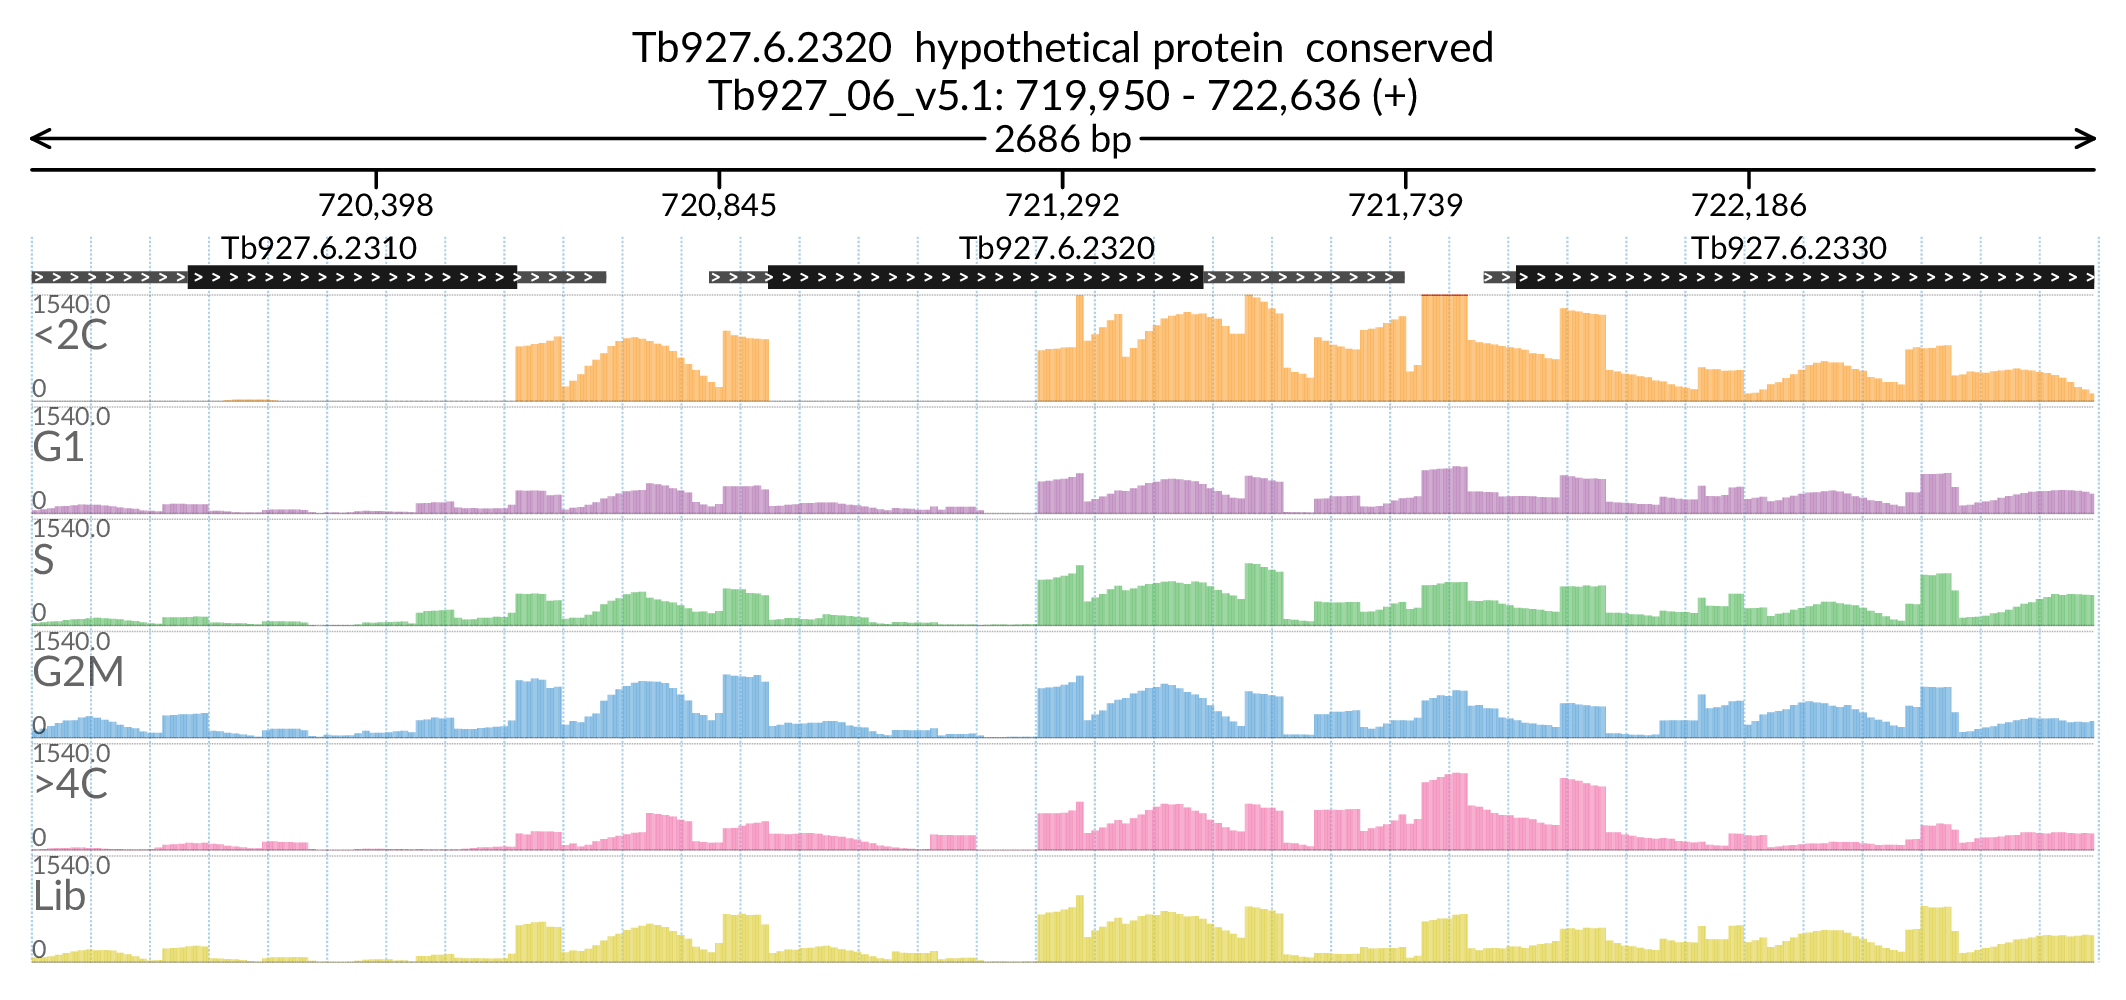 Tb927.6.2320  hypothetical protein  conserved
Tb927_06_v5.1: 719,950 - 722,636 (+)
2686 bp
720,398 720,845 721,292 721,739 722,186
Tb927.6.2310 Tb927.6.2320 Tb927.6.2330
1540.0
<2C
0
1540.0
G1
0
1540.0
S
0
1540.0
G2M
0
1540.0
>4C
0
1540.0
Lib
0